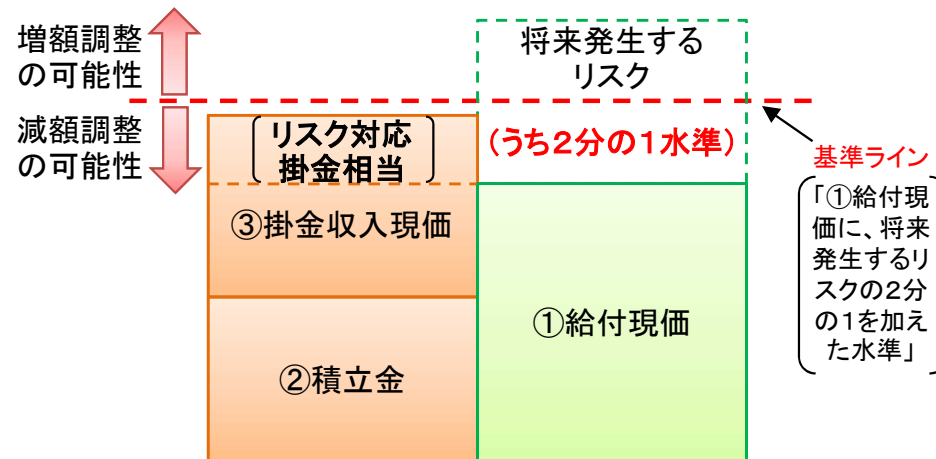 増額調整
の可能性
減額調整
の可能性
将来発生する
リスク
リスク対応
掛金相当
(うち2分の1水準)
③掛金収入現価
②積立金
①給付現価
基準ライン
「①給付現
価に、将来
発生するリ
スクの2分
の1を加え
た水準」